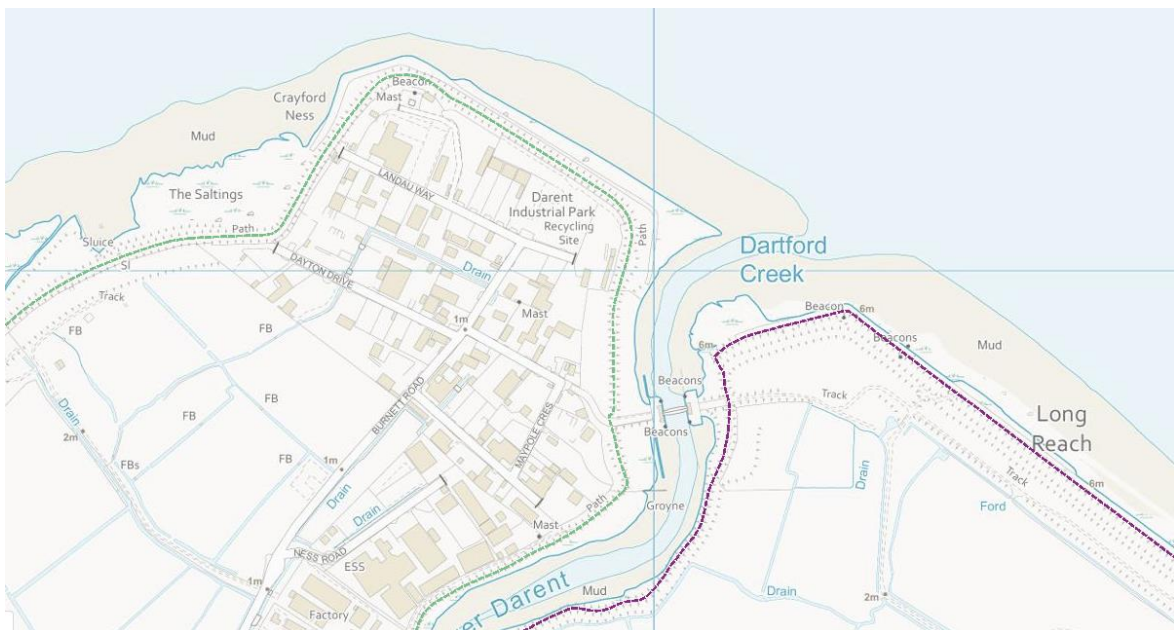 Beacon
Mast
Crayford
Ness
Mud
The Saltings
LANDAU WAY
Darent
Industrial Park
Recycling
Site
Path
Path
Sluice
Sl
DAYTON DRIVE
Drain
Dartford
Creek
Track
FB
FB
Mast
1m
Beacon
6m
Beacons
Mud
6m
Beacons
BURNETT ROAD
FB
FB
Drain
2m
MAYPOLE CRES
Beacons
Track
Long
Reach
FBs
1m
FB
Drain
Track
6m
Drain
Drain
Path
Groyne
Ford
Mast
NESS ROAD
ESS
1m
Factory
er Darent
Mud
Drain
2m